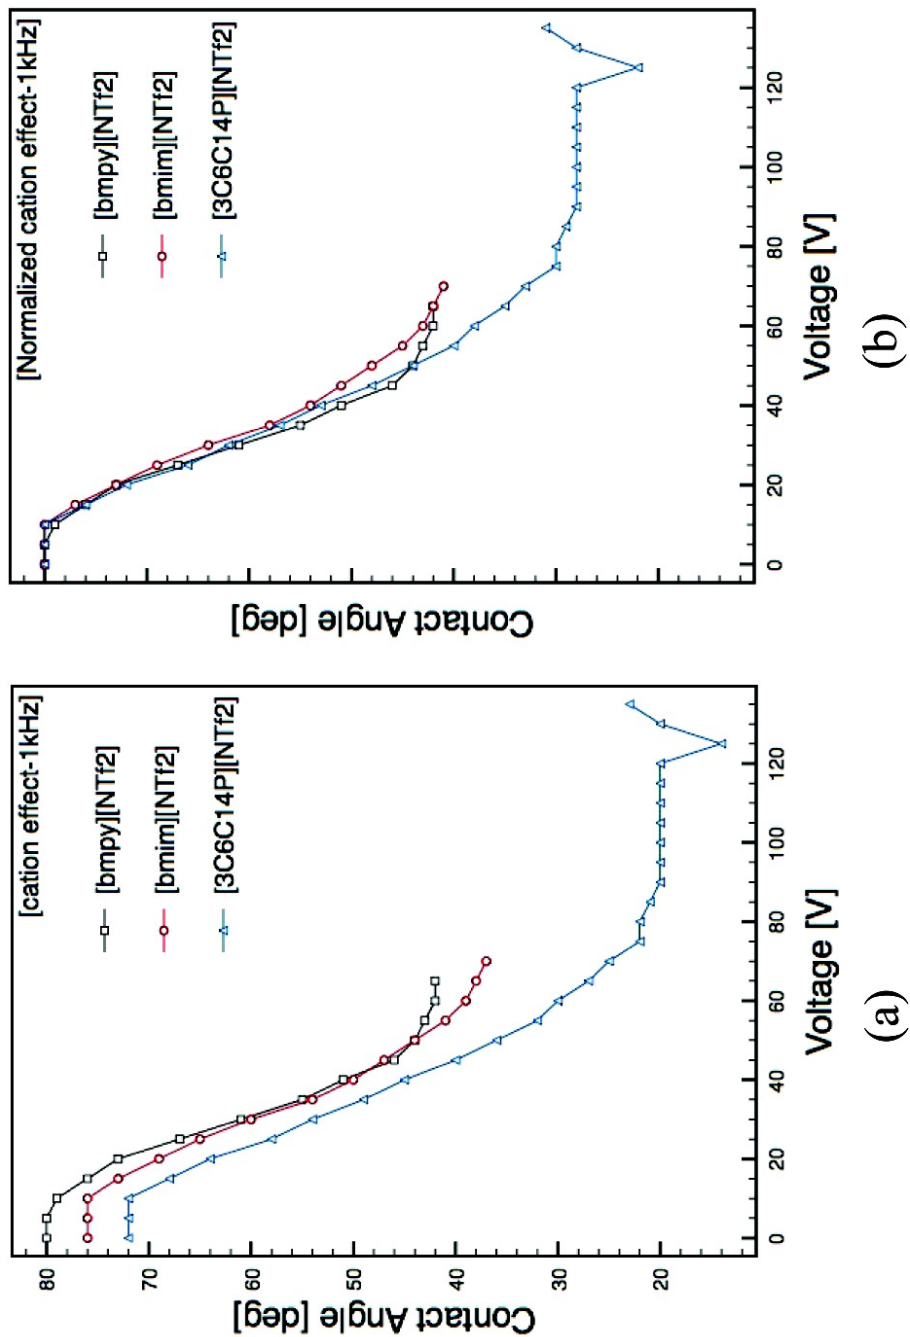 [cation effect-1kHz]
[bmpy][NTf2]
[bmim][NTf2]
[3C6C14P][NTf2]
Contact Angle [deg]
80
70
60
50
40
30
20
0
20
40
60
80
100
120
Voltage [V]
(a)
[Normalized cation effect-1kHz]
[bmpy][NTf2]
[bmim][NTf2]
[3C6C14P][NTf2]
Contact Angle [deg]
0
20
40
60
80
100
120
Voltage [V]
(b)